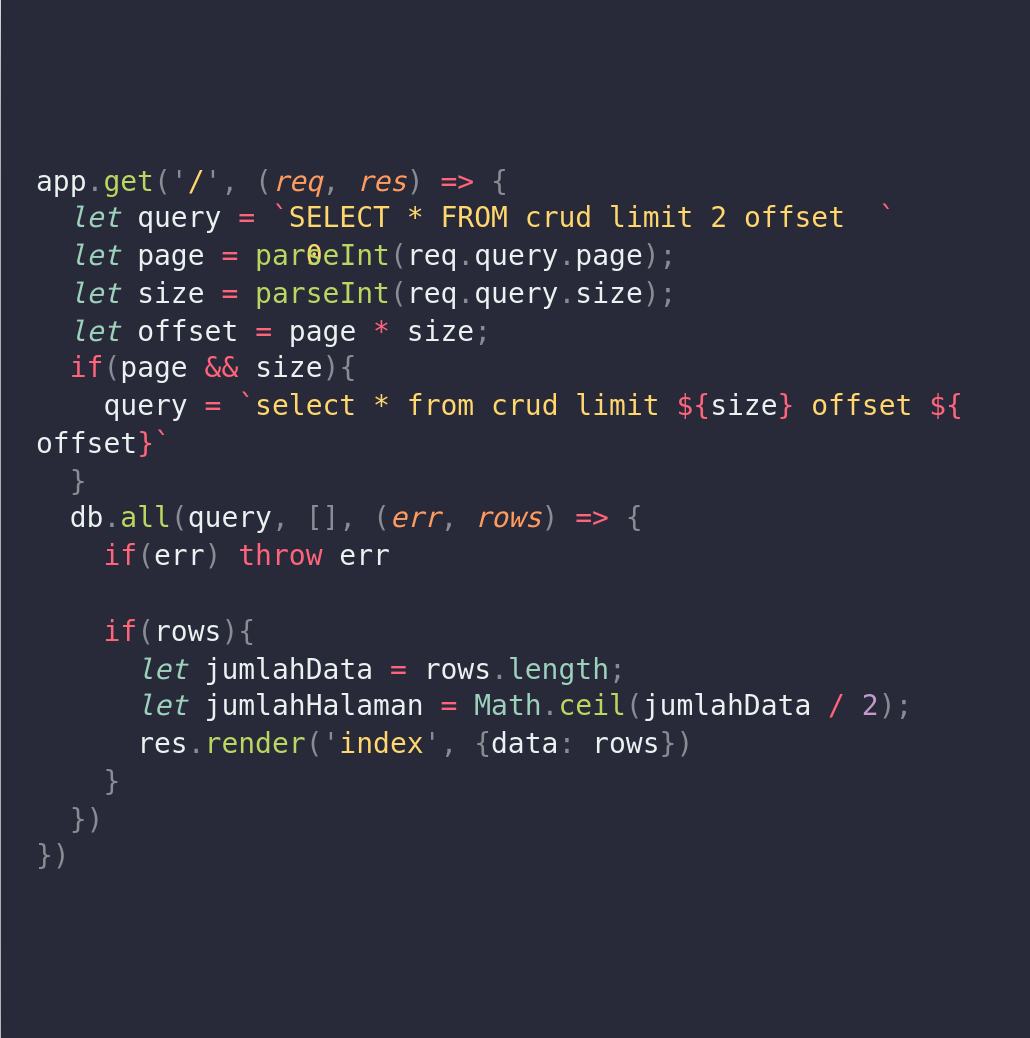 app.get('/', (req, res) => {
  let query = `SELECT * FROM crud limit 2 offset 0`
  let page = parseInt(req.query.page);
  let size = parseInt(req.query.size);
  let offset = page * size;
  if(page && size){
    query = `select * from crud limit ${size} offset ${
offset}`
  }
  db.all(query, [], (err, rows) => {
    if(err) throw err

    if(rows){
      let jumlahData = rows.length;
      let jumlahHalaman = Math.ceil(jumlahData / 2);
      res.render('index', {data: rows})
    }
  })
})